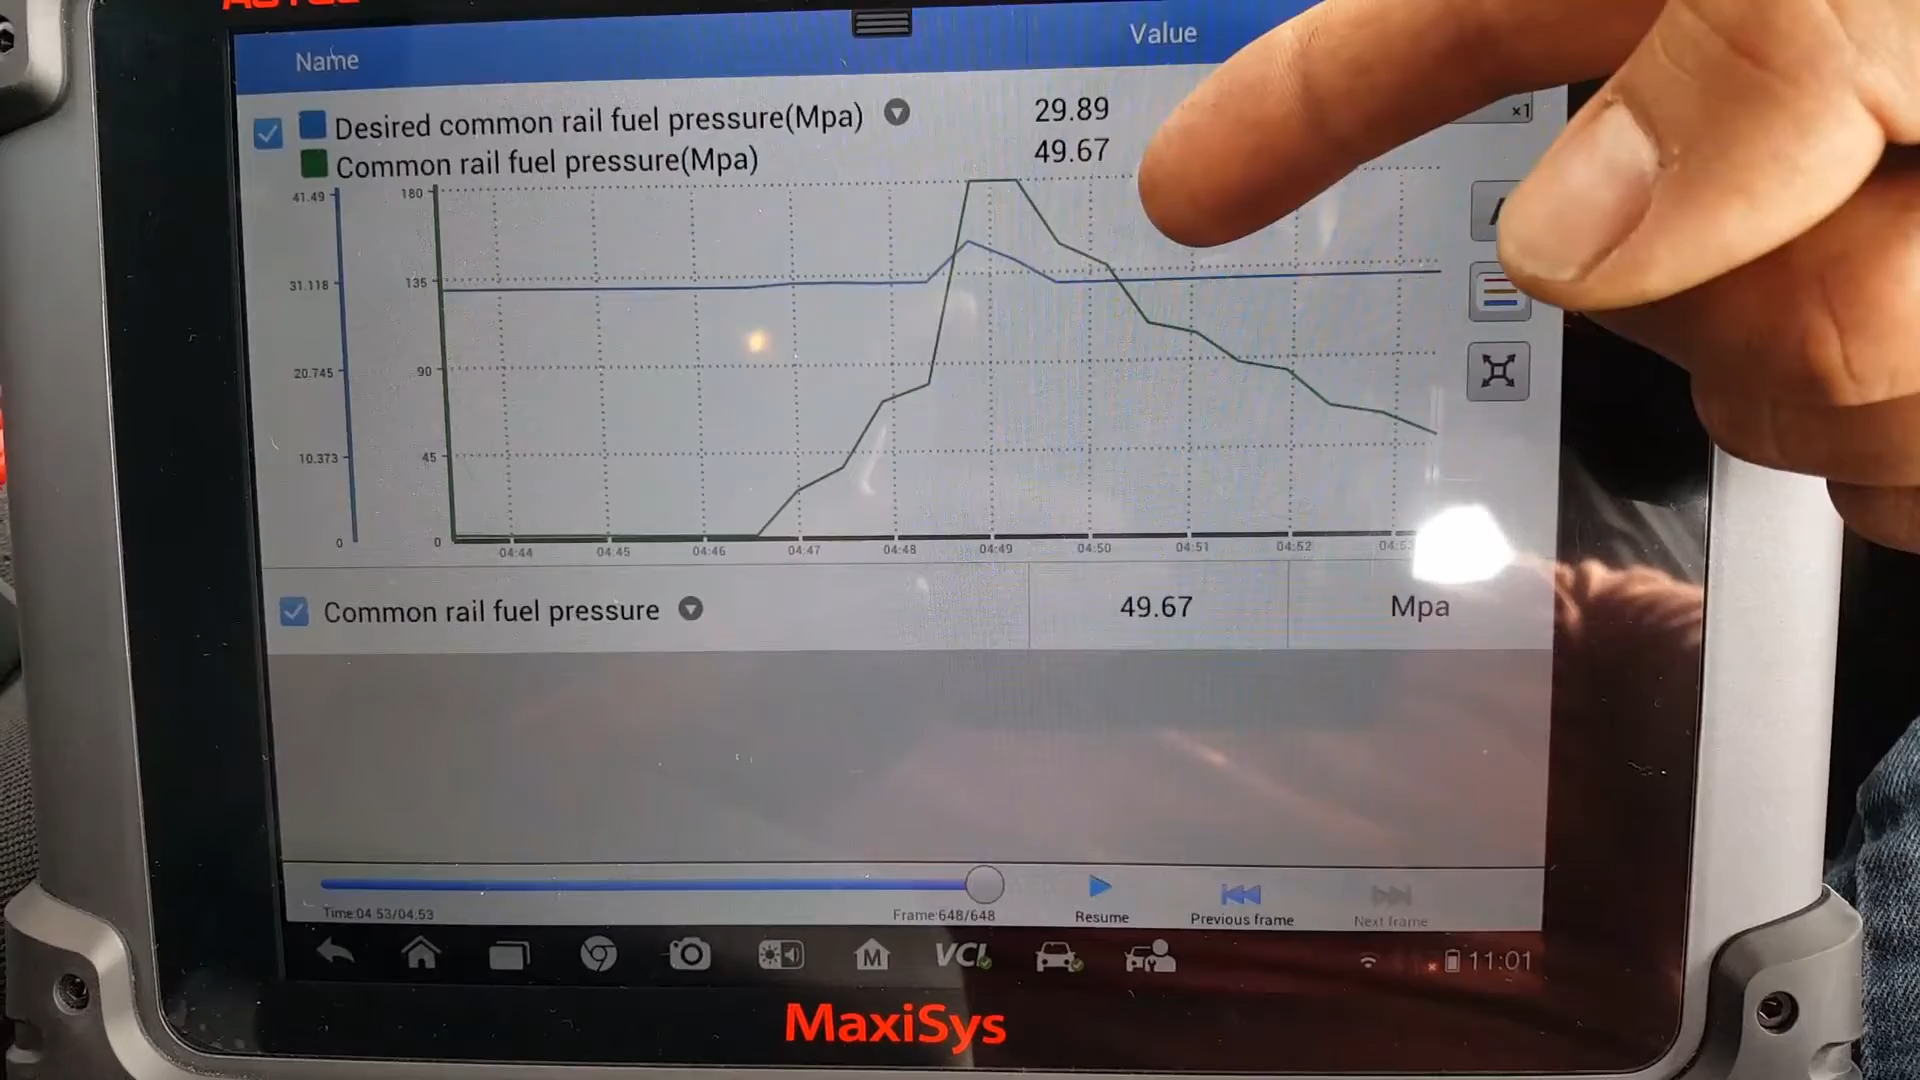 Name Value
Desired common rail fuel pressure(Mpa) 29.89
Common rail fuel pressure(Mpa) 49.67
×1
41.49 180
31.118 135
20.745 90
10.373 45
0 0
04:44 04:45 04:46 04:47 04:48 04:49 04:50 04:51 04:52
Common rail fuel pressure 49.67 Mpa
Time:04:53/04:53 Frame:648/648 Resume Previous frame Next frame
M VCI 11:01
MaxiSys